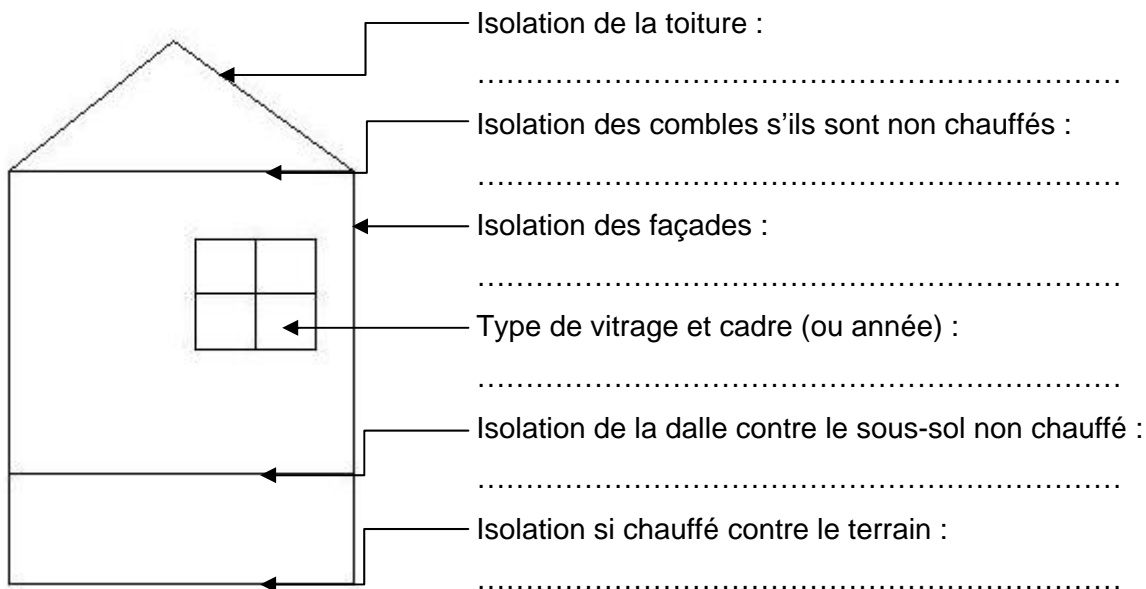 Isolation de la toiture :
……………………………………………………………
Isolation des combles s’ils sont non chauffés :
……………………………………………………………
Isolation des façades :
……………………………………………………………
Type de vitrage et cadre (ou année) :
……………………………………………………………
Isolation de la dalle contre le sous-sol non chauffé :
……………………………………………………………
Isolation si chauffé contre le terrain :
……………………………………………………………